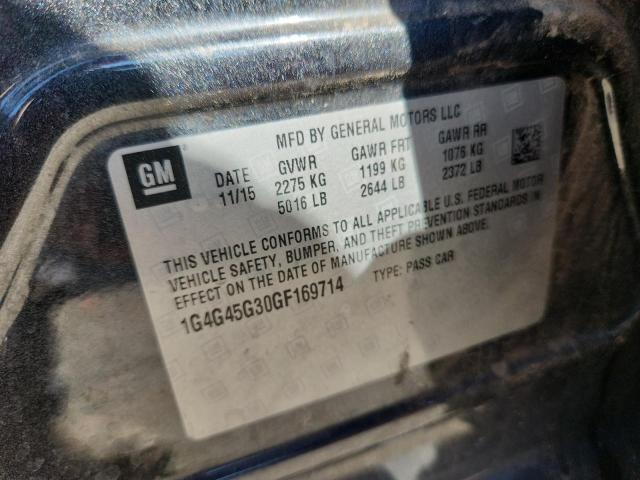 MFD BY GENERAL MOTORS LLC
GM
DATE GVWR GAWR FRT GAWR RR
11/15 2275 KG 1199 KG 1076 KG
5016 LB 2644 LB 2372 LB
THIS VEHICLE CONFORMS TO ALL APPLICABLE U.S. FEDERAL MOTOR
VEHICLE SAFETY, BUMPER, AND THEFT PREVENTION STANDARDS IN
EFFECT ON THE DATE OF MANUFACTURE SHOWN ABOVE.
1G4G45G30GF169714 TYPE: PASS CAR